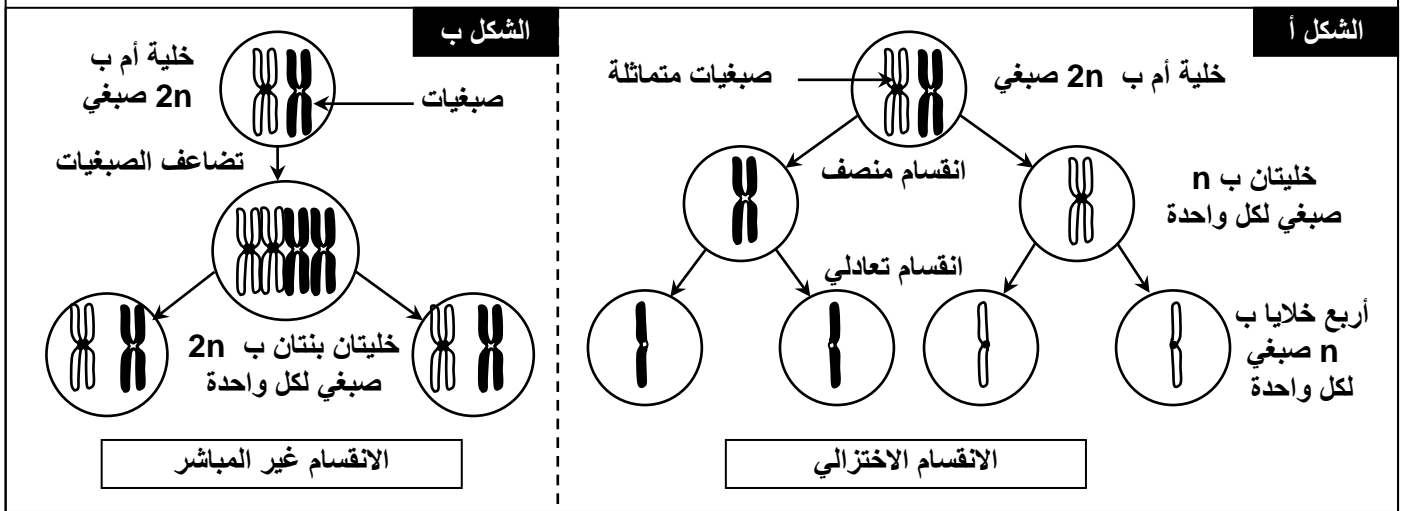 الشكل أ
خلية أم ب 2n صبغي
صبغيات متماثلة
انقسام منصف
خليتان ب n
صبغي لكل واحدة
انقسام تعادلي
أربع خلايا ب
n صبغي
لكل واحدة
الانقسام الاختزالي
الشكل ب
خلية أم ب
2n صبغي
صبغيات
تضاعف الصبغيات
خليتان بنتان ب 2n
صبغي لكل واحدة
الانقسام غير المباشر